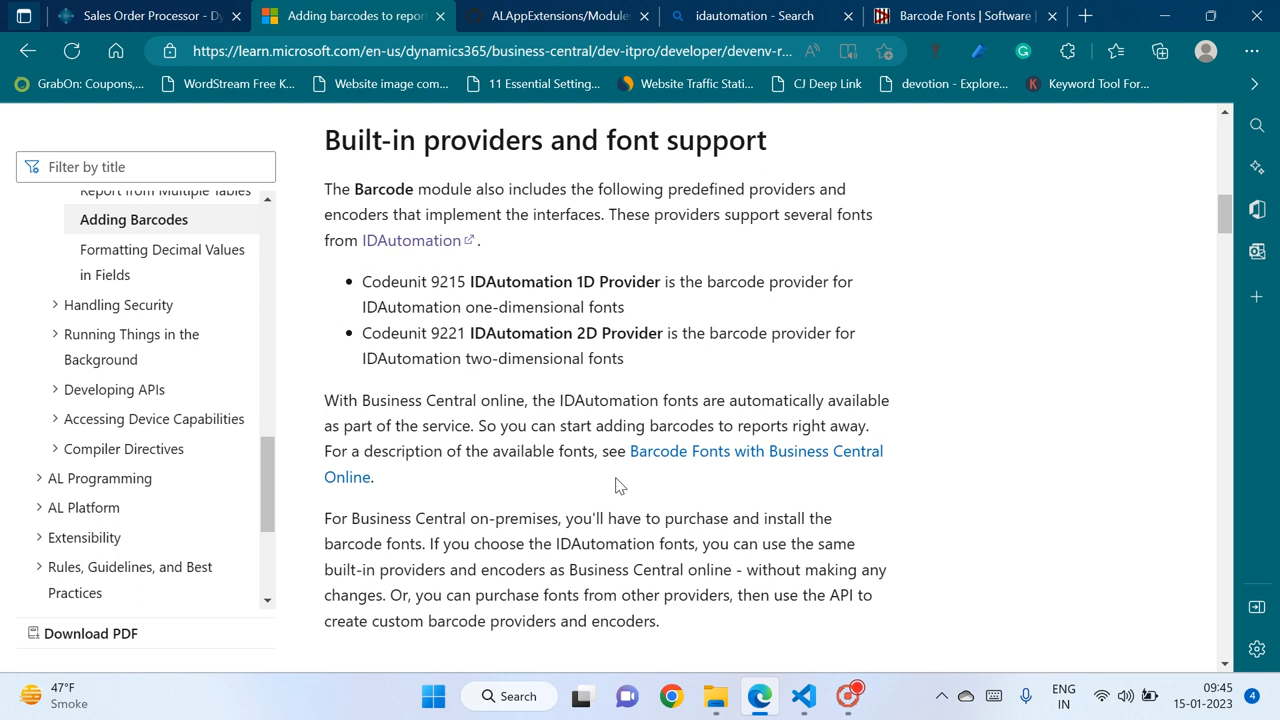 Sales Order Processor - Dy
Adding barcodes to report
ALAppExtensions/Module
idautomation - Search
Barcode Fonts | Software
https://learn.microsoft.com/en-us/dynamics365/business-central/dev-itpro/developer/devenv-r...
GrabOn: Coupons,...
WordStream Free K...
Website image com...
11 Essential Setting...
Website Traffic Stati...
CJ Deep Link
devotion - Explore...
Keyword Tool For...
Filter by title
Report from Multiple Tables
Adding Barcodes
Formatting Decimal Values
in Fields
Handling Security
Running Things in the
Background
Developing APIs
Accessing Device Capabilities
Compiler Directives
AL Programming
AL Platform
Extensibility
Rules, Guidelines, and Best
Practices
Download PDF
Built-in providers and font support
The Barcode module also includes the following predefined providers and
encoders that implement the interfaces. These providers support several fonts
from IDAutomation .
• Codeunit 9215 IDAutomation 1D Provider is the barcode provider for
IDAutomation one-dimensional fonts
• Codeunit 9221 IDAutomation 2D Provider is the barcode provider for
IDAutomation two-dimensional fonts
With Business Central online, the IDAutomation fonts are automatically available
as part of the service. So you can start adding barcodes to reports right away.
For a description of the available fonts, see Barcode Fonts with Business Central
Online.
For Business Central on-premises, you'll have to purchase and install the
barcode fonts. If you choose the IDAutomation fonts, you can use the same
built-in providers and encoders as Business Central online - without making any
changes. Or, you can purchase fonts from other providers, then use the API to
create custom barcode providers and encoders.
47°F
Smoke
Search
ENG
IN
09:45
15-01-2023
4